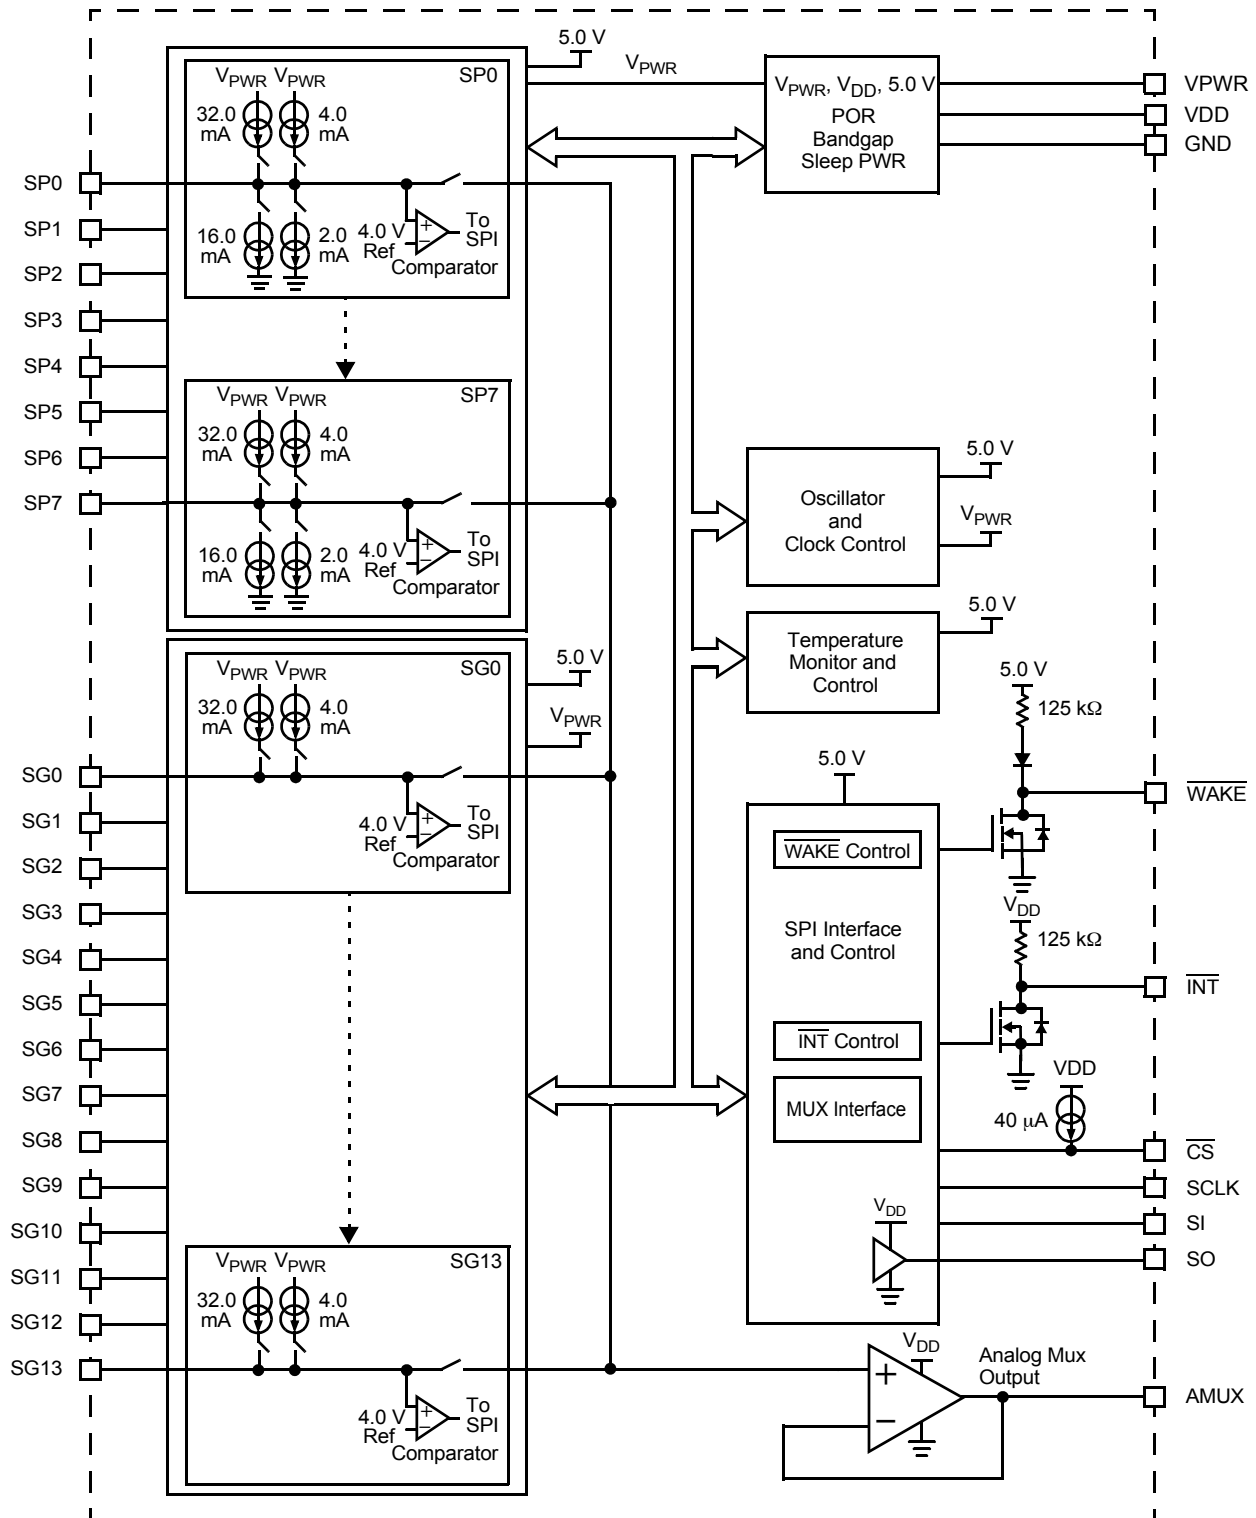 5.0 V
VPWR VPWR
SP0
32.0 mA
4.0 mA
16.0 mA
2.0 mA
4.0 V Ref
+
−
To SPI
Comparator
VPWR VPWR
SP7
32.0 mA
4.0 mA
16.0 mA
2.0 mA
4.0 V Ref
+
−
To SPI
Comparator
SP0
SP1
SP2
SP3
SP4
SP5
SP6
SP7
VPWR VPWR
SG0
32.0 mA
4.0 mA
4.0 V Ref
+
−
To SPI
Comparator
5.0 V
VPWR
SG0
SG1
SG2
SG3
SG4
SG5
SG6
SG7
SG8
SG9
SG10
SG11
SG12
SG13
VPWR VPWR
SG13
32.0 mA
4.0 mA
4.0 V Ref
+
−
To SPI
Comparator
VPWR
VPWR, VDD, 5.0 V
POR
Bandgap
Sleep PWR
VPWR
VDD
GND
Oscillator
and
Clock Control
5.0 V
VPWR
Temperature
Monitor and
Control
5.0 V
5.0 V
WAKE Control
SPI Interface
and Control
INT Control
MUX Interface
VDD
5.0 V
125 kΩ
WAKE
VDD
125 kΩ
INT
VDD
40 μA
CS
SCLK
SI
SO
+
−
VDD
Analog Mux
Output
AMUX